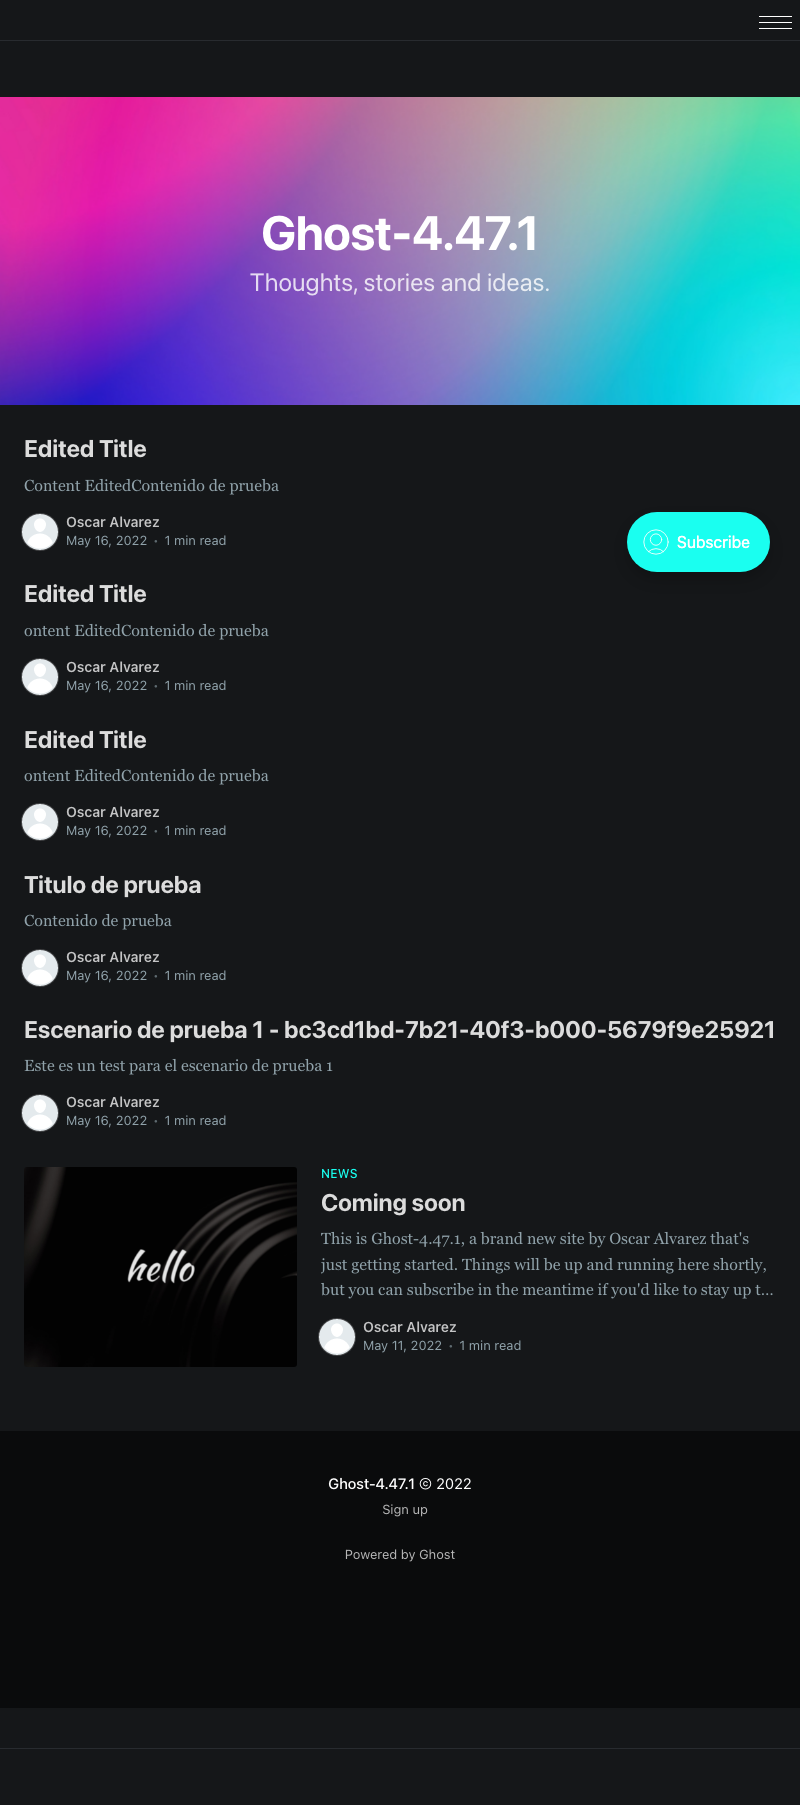 Ghost-4.47.1
Thoughts, stories and ideas.
Edited Title
Content EditedContenido de prueba
Oscar Alvarez
May 16, 2022 • 1 min read
Subscribe
Edited Title
ontent EditedContenido de prueba
Oscar Alvarez
May 16, 2022 • 1 min read
Edited Title
ontent EditedContenido de prueba
Oscar Alvarez
May 16, 2022 • 1 min read
Titulo de prueba
Contenido de prueba
Oscar Alvarez
May 16, 2022 • 1 min read
Escenario de prueba 1 - bc3cd1bd-7b21-40f3-b000-5679f9e25921
Este es un test para el escenario de prueba 1
Oscar Alvarez
May 16, 2022 • 1 min read
hello
NEWS
Coming soon
This is Ghost-4.47.1, a brand new site by Oscar Alvarez that's
just getting started. Things will be up and running here shortly,
but you can subscribe in the meantime if you'd like to stay up t…
Oscar Alvarez
May 11, 2022 • 1 min read
Ghost-4.47.1 © 2022
Sign up
Powered by Ghost